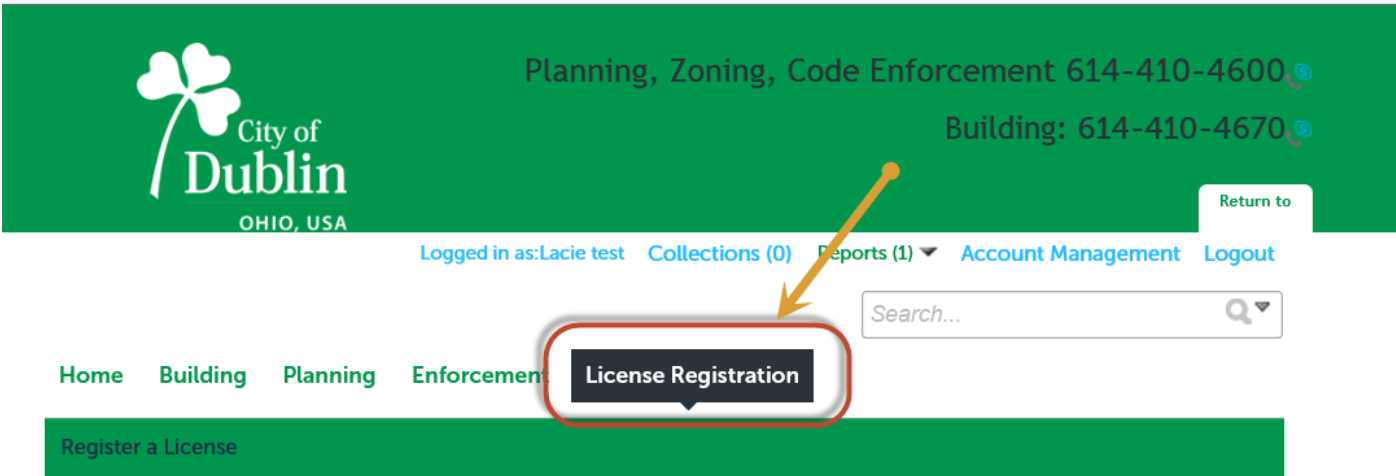 City of
Dublin
OHIO, USA
Planning, Zoning, Code Enforcement 614-410-4600
Building: 614-410-4670
Return to
Logged in as:Lacie test Collections (0) Reports (1) Account Management Logout
Search...
Home Building Planning Enforcement License Registration
Register a License